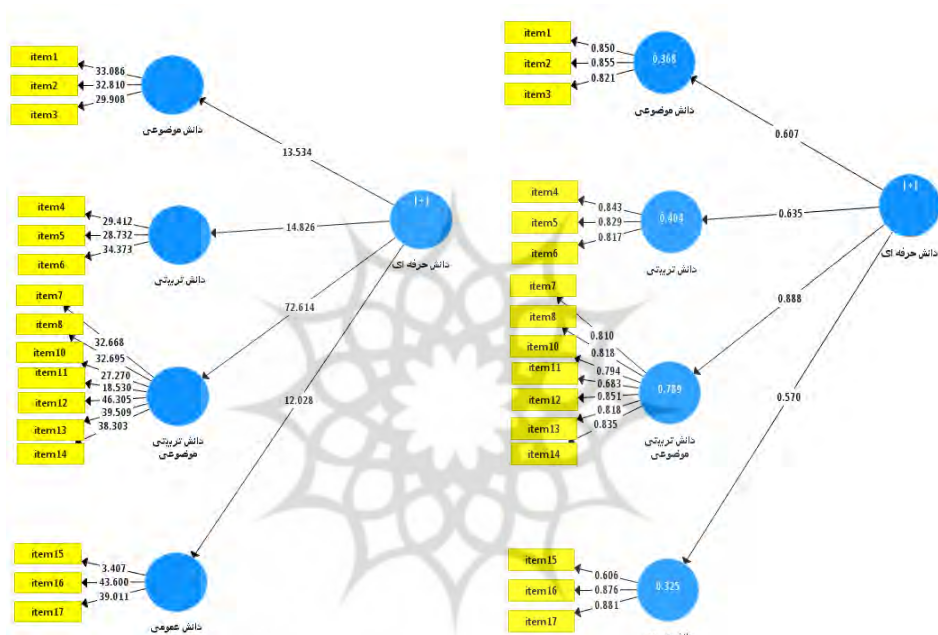 item1
item2
item3
33.086
32.810
29.908
دانش موضوعی
13.534
item4
item5
item6
29.412
28.732
34.373
دانش تربیتی
14.826
[+]
دانش حرفه ای
item7
item8
item10
item11
item12
item13
item14
32.668
32.695
27.270
18.530
46.305
39.509
38.303
دانش تربیتی
موضوعی
72.614
12.028
item15
item16
item17
3.407
43.600
39.011
دانش عمومی
item1
item2
item3
0.850
0.855
0.821
0.368
دانش موضوعی
0.607
item4
item5
item6
0.843
0.829
0.817
0.404
دانش تربیتی
0.635
[+]
دانش حرفه ای
item7
item8
item10
item11
item12
item13
item14
0.810
0.818
0.794
0.683
0.851
0.818
0.835
0.789
دانش تربیتی
موضوعی
0.888
0.570
item15
item16
item17
0.606
0.876
0.881
0.325